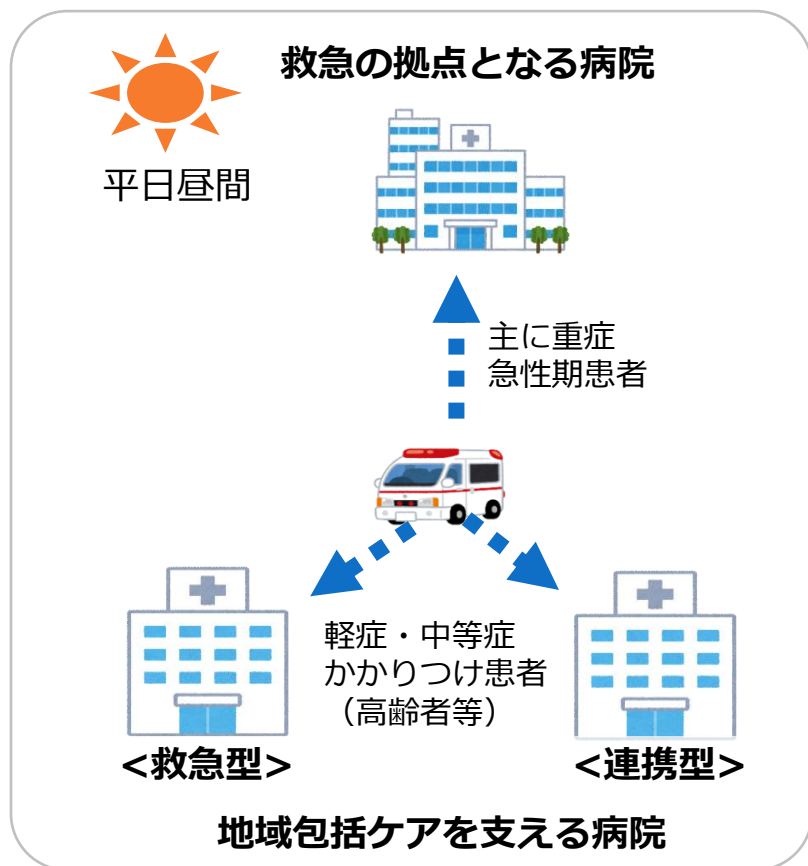 救急の拠点となる病院
平日昼間
主に重症
急性期患者
軽症・中等症
かかりつけ患者
（高齢者等）
<救急型>
<連携型>
地域包括ケアを支える病院